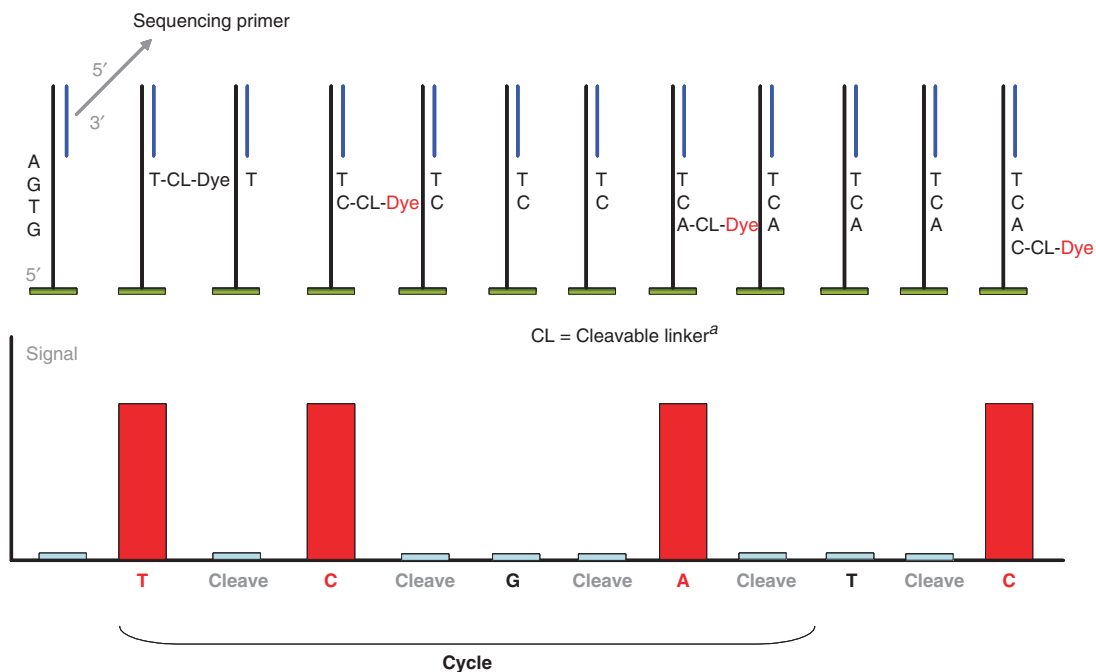 Sequencing primer
5′
3′
A
G
T
G
5′
T-CL-Dye
T
T
C-CL-Dye
T
C
T
C
T
C
T
C
A-CL-Dye
T
C
A
T
C
A
T
C
A
T
C
A
C-CL-Dye
CL = Cleavable linkerᵃ
Signal
T Cleave C Cleave G Cleave A Cleave T Cleave C
Cycle